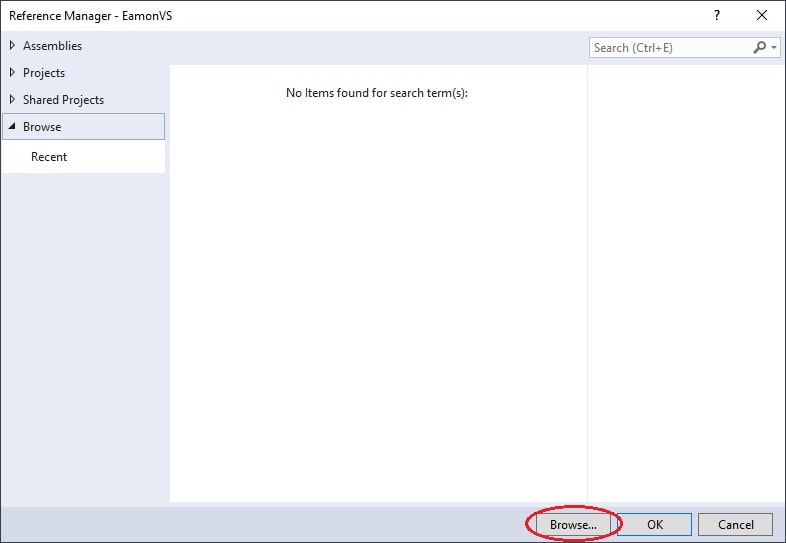 Reference Manager - EamonVS
?
Assemblies
Search (Ctrl+E)
Projects
Shared Projects
Browse
Recent
No Items found for search term(s):
Browse...
OK
Cancel